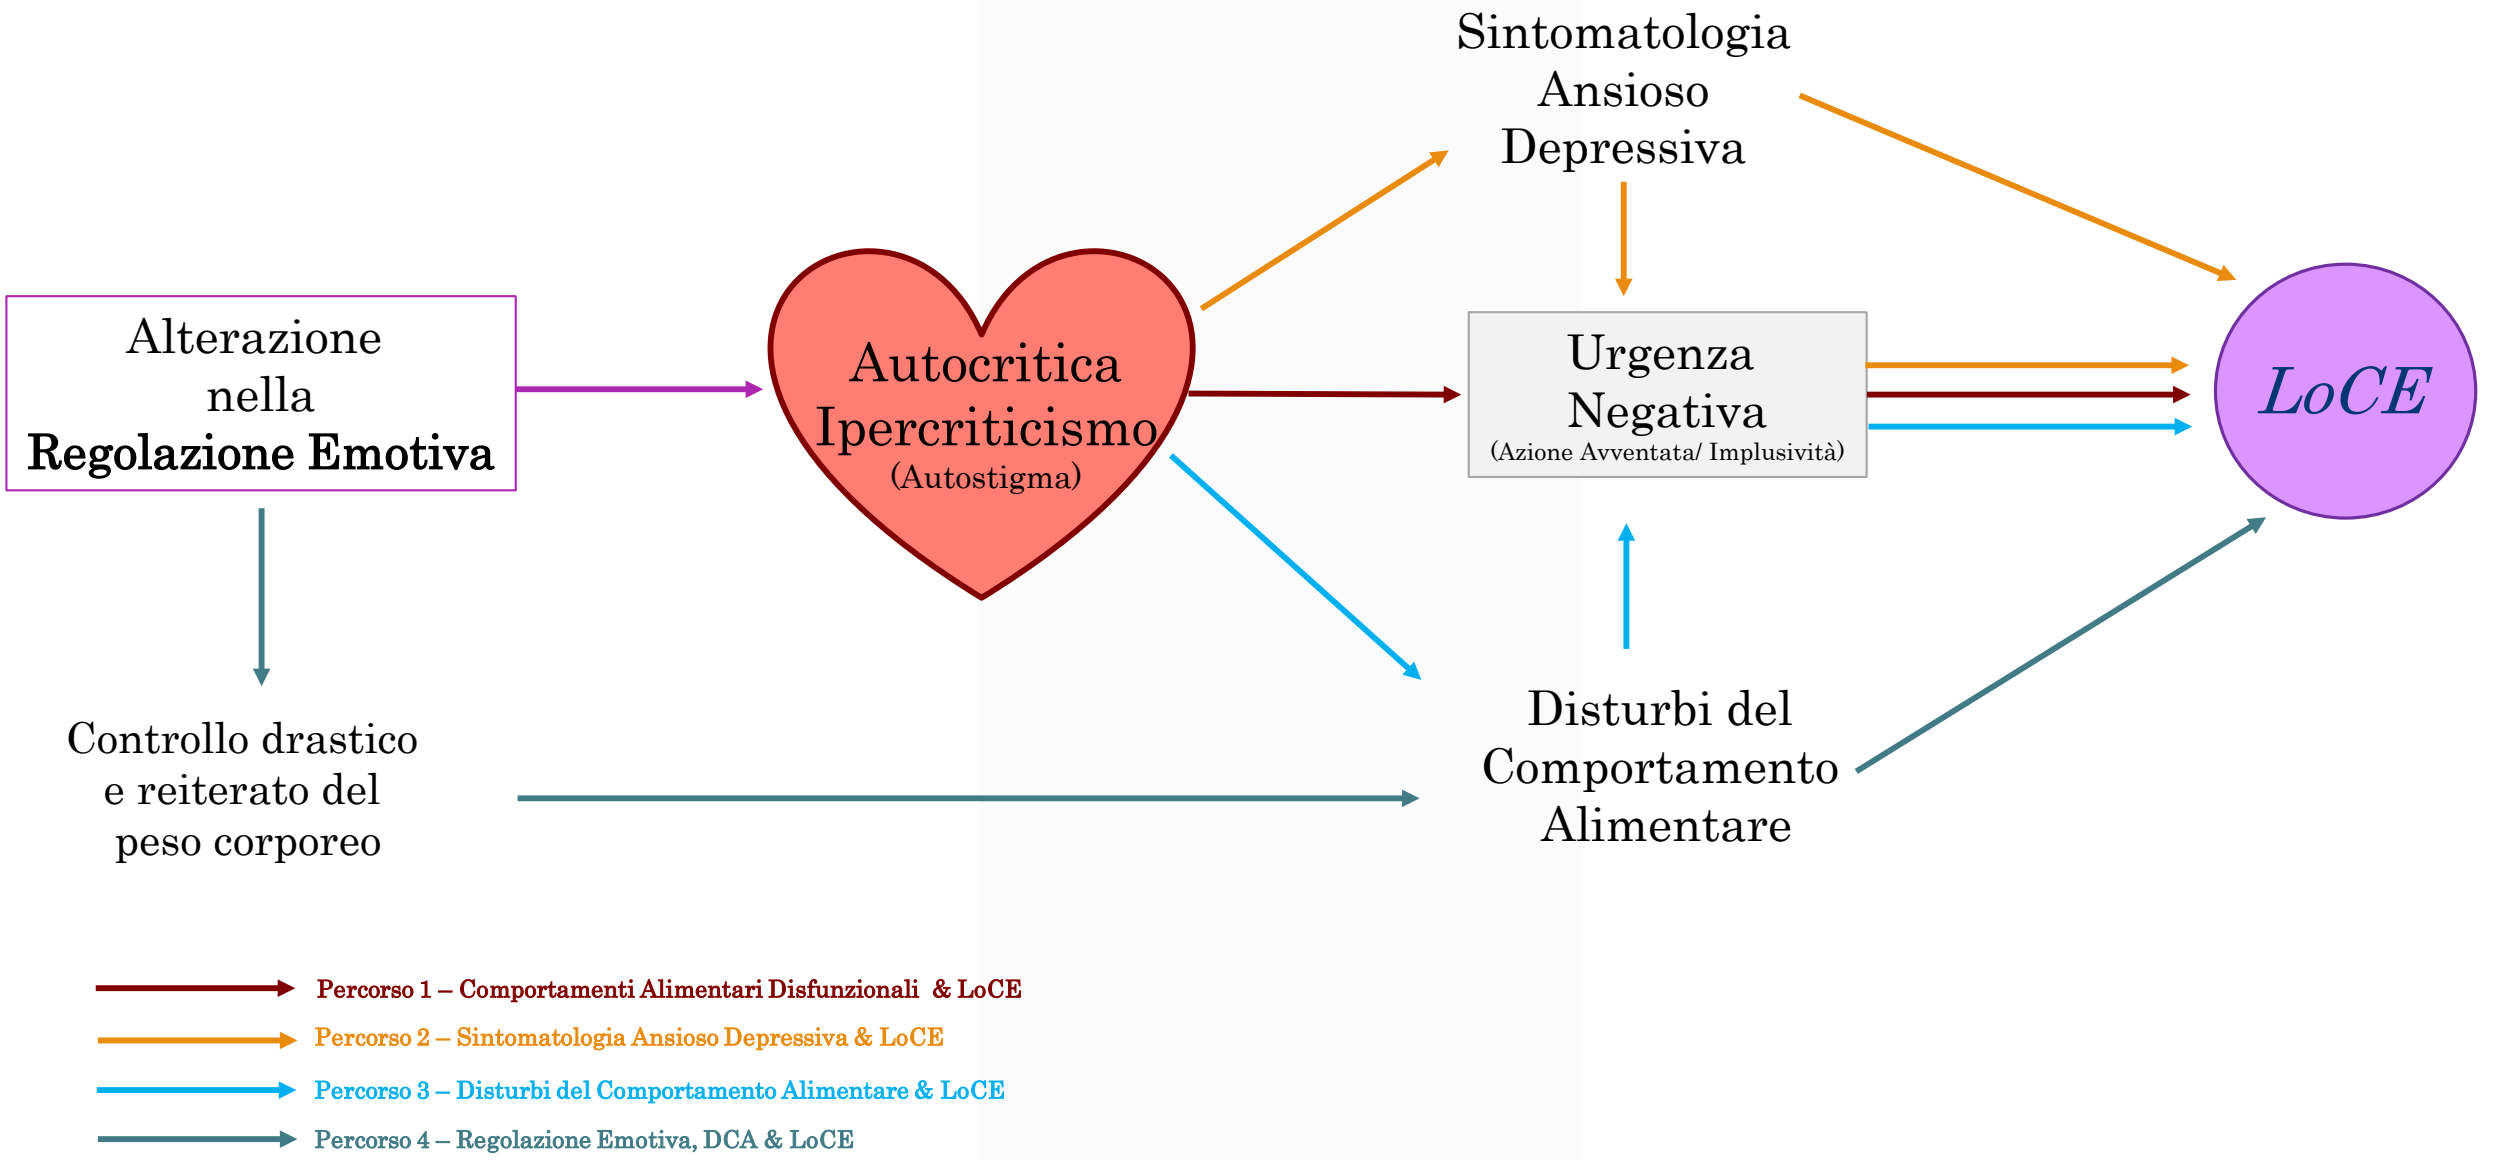 Sintomatologia
Ansioso
Depressiva
Alterazione
nella
Regolazione Emotiva
Autocritica
Ipercriticismo
(Autostigma)
Urgenza
Negativa
(Azione Avventata/ Implusività)
LoCE
Controllo drastico
e reiterato del
peso corporeo
Disturbi del
Comportamento
Alimentare
Percorso 1 – Comportamenti Alimentari Disfunzionali & LoCE
Percorso 2 – Sintomatologia Ansioso Depressiva & LoCE
Percorso 3 – Disturbi del Comportamento Alimentare & LoCE
Percorso 4 – Regolazione Emotiva, DCA & LoCE